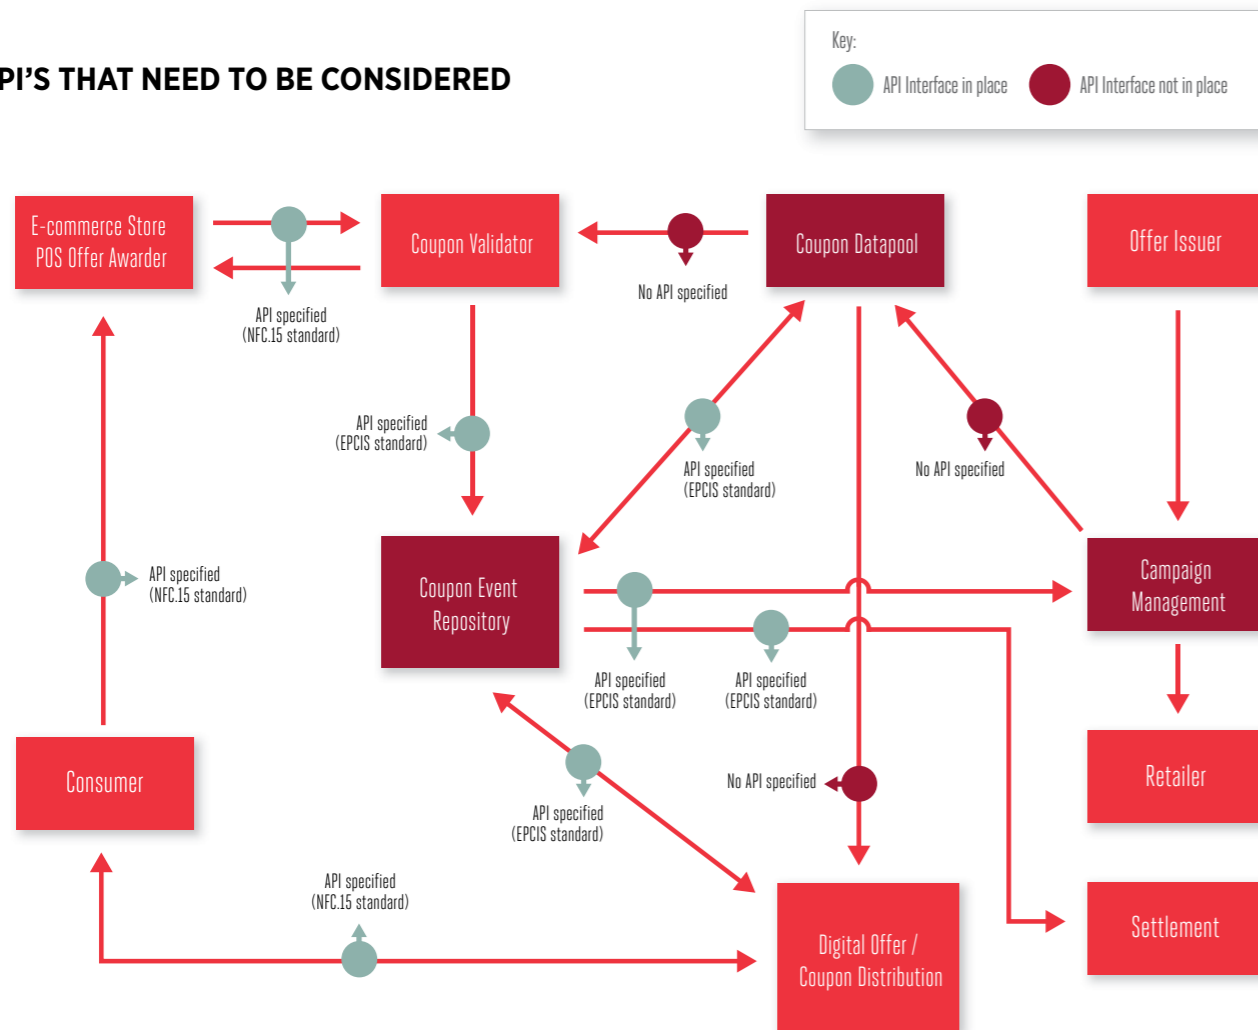 PI'S THAT NEED TO BE CONSIDERED
Key:
API Interface in place
API Interface not in place
E-commerce Store
POS Offer Awarder
Coupon Validator
Coupon Datapool
Offer Issuer
API specified
(NFC.15 standard)
No API specified
API specified
(EPCIS standard)
API specified
(EPCIS standard)
No API specified
Coupon Event
Repository
Campaign
Management
API specified
(NFC.15 standard)
API specified
(EPCIS standard)
API specified
(EPCIS standard)
Consumer
No API specified
Retailer
API specified
(EPCIS standard)
API specified
(NFC.15 standard)
Digital Offer /
Coupon Distribution
Settlement